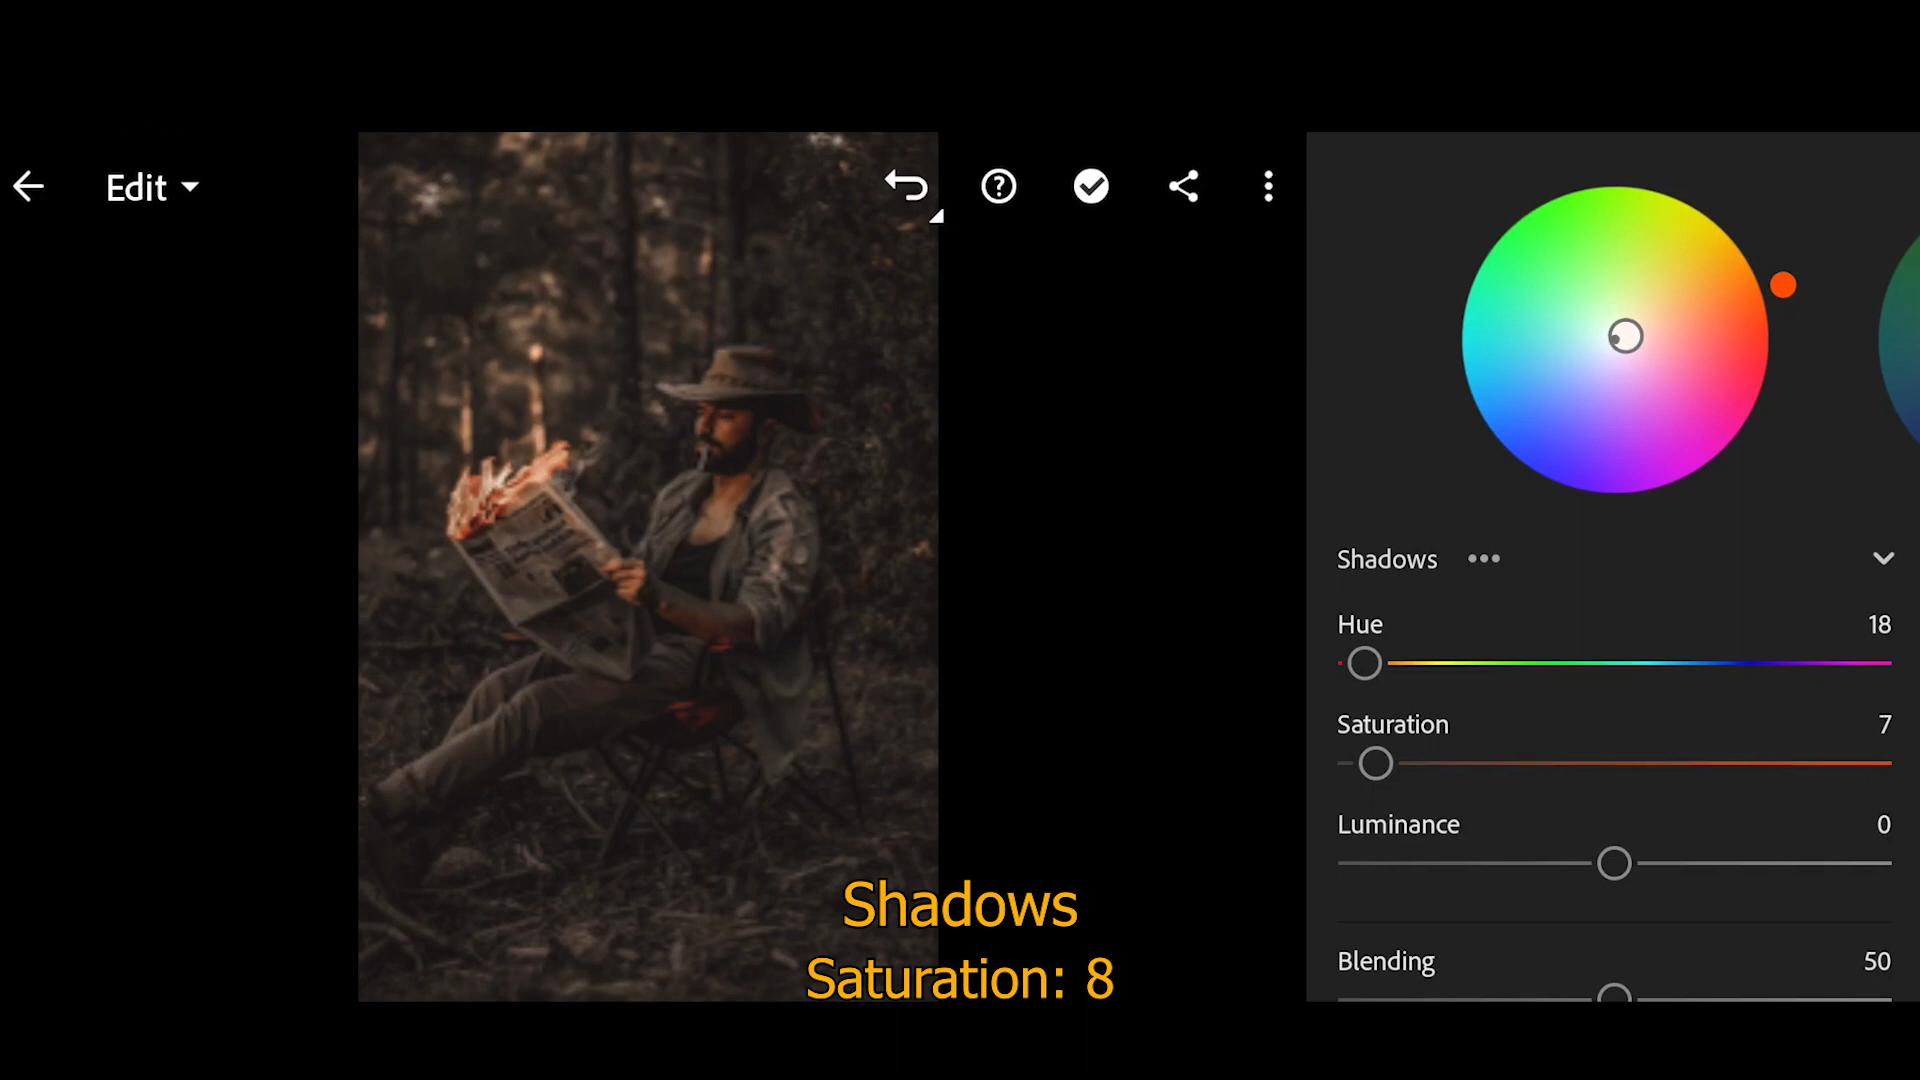 Edit
Shadows
Hue 18
Saturation 7
Luminance 0
Blending 50
Shadows
Saturation: 8